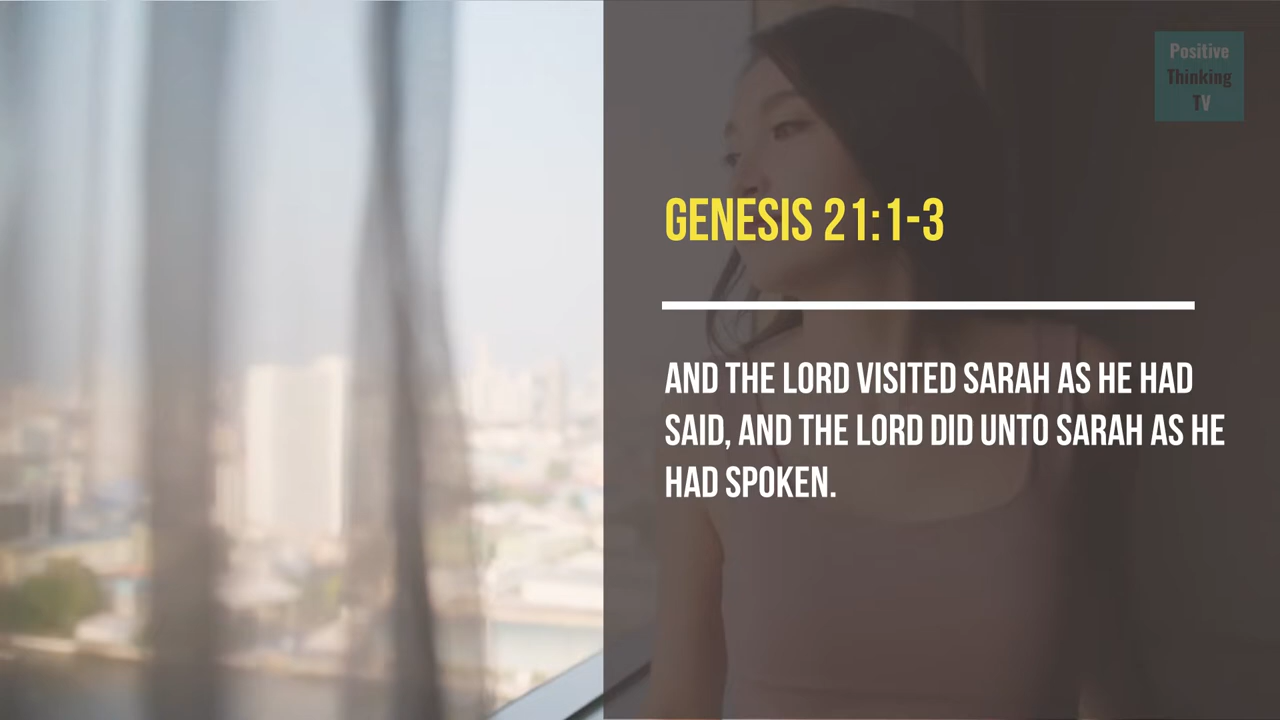 Positive
Thinking
TV
GENESIS 21:1-3
AND THE LORD VISITED SARAH AS HE HAD
SAID, AND THE LORD DID UNTO SARAH AS HE
HAD SPOKEN.